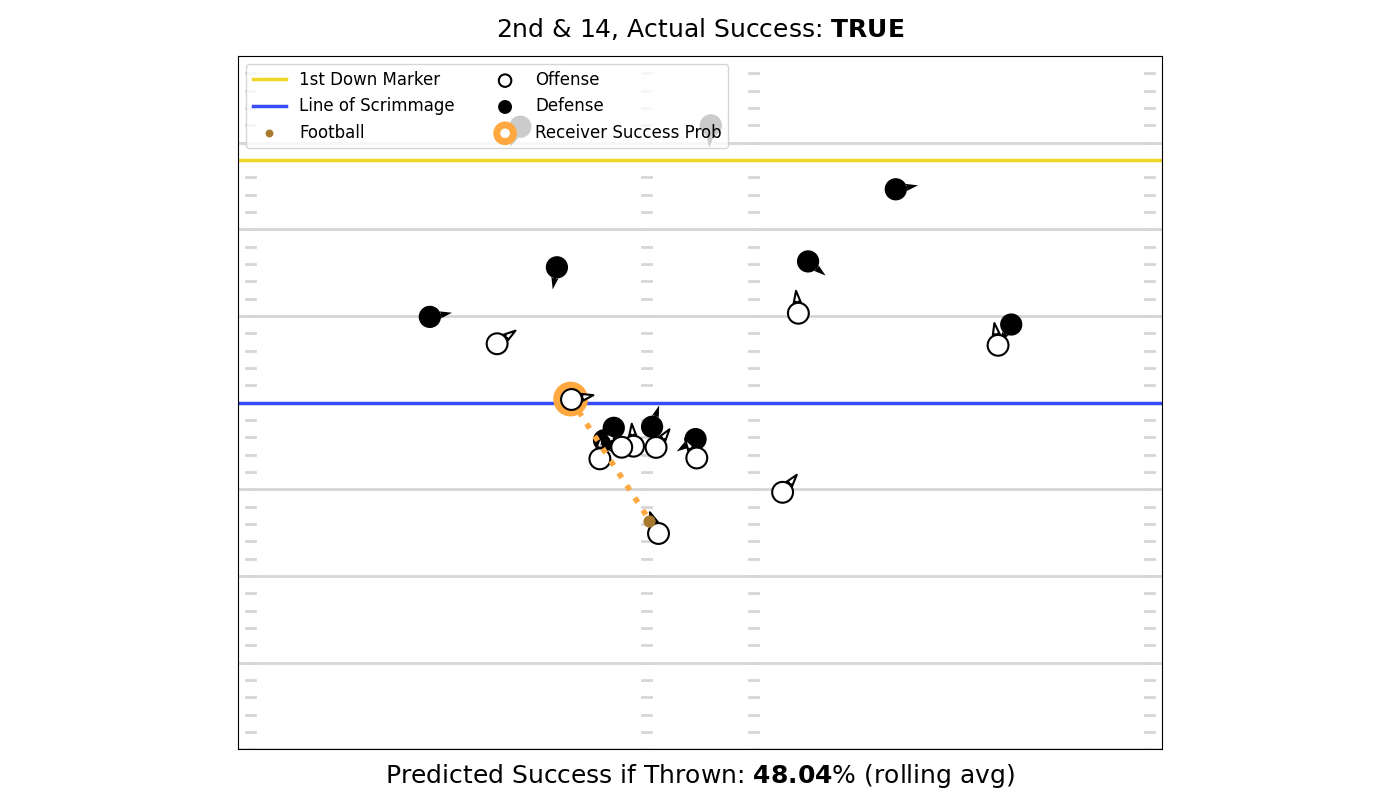 2nd & 14, Actual Success: TRUE
1st Down Marker
Line of Scrimmage
Football
Offense
Defense
Receiver Success Prob
Predicted Success if Thrown: 48.04% (rolling avg)